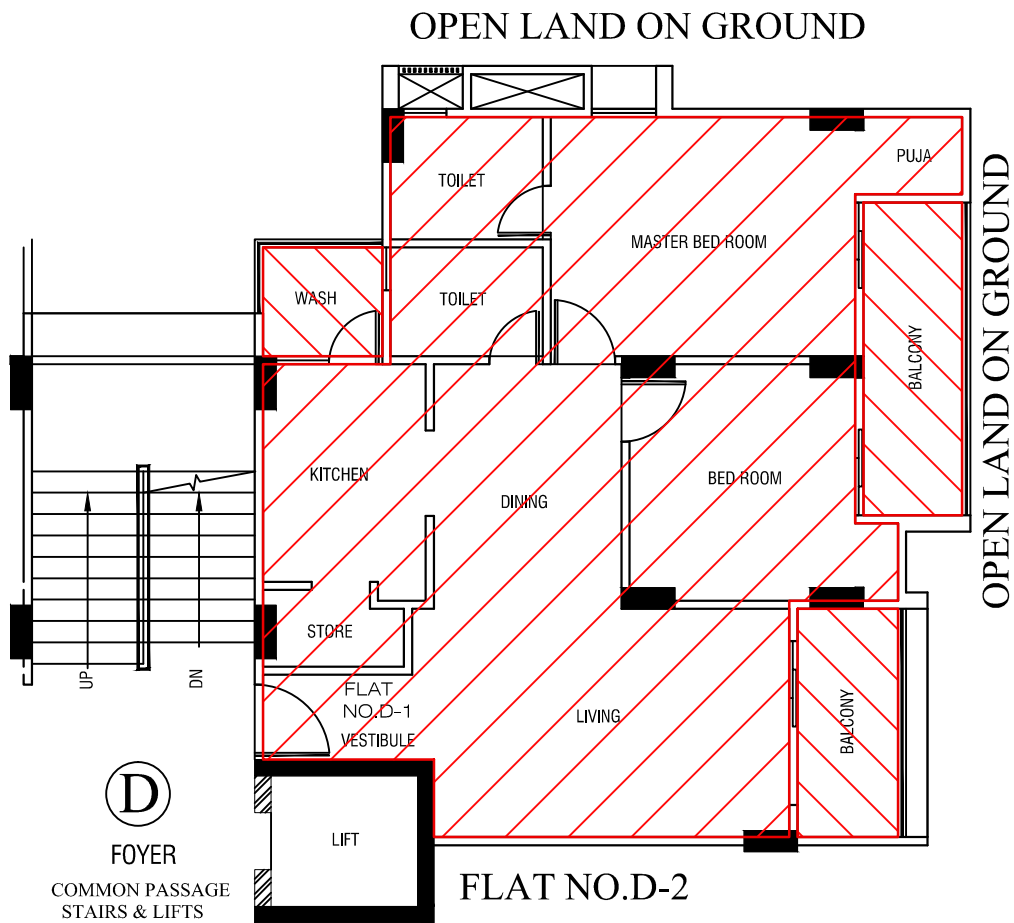 OPEN LAND ON GROUND
PUJA
TOILET
MASTER BED ROOM
WASH
TOILET
BALCONY
OPEN LAND ON GROUND
KITCHEN
DINING
BED ROOM
STORE
UP
DN
FLAT
NO.D-1
VESTIBULE
LIVING
BALCONY
D
FOYER
LIFT
COMMON PASSAGE
STAIRS & LIFTS
FLAT NO.D-2